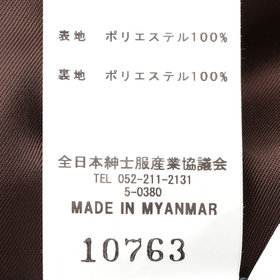 表地 ポリエステル100%
裏地 ポリエステル100%
全日本紳士服産業協議会
TEL 052-211-2131
5-0380
MADE IN MYANMAR
10763